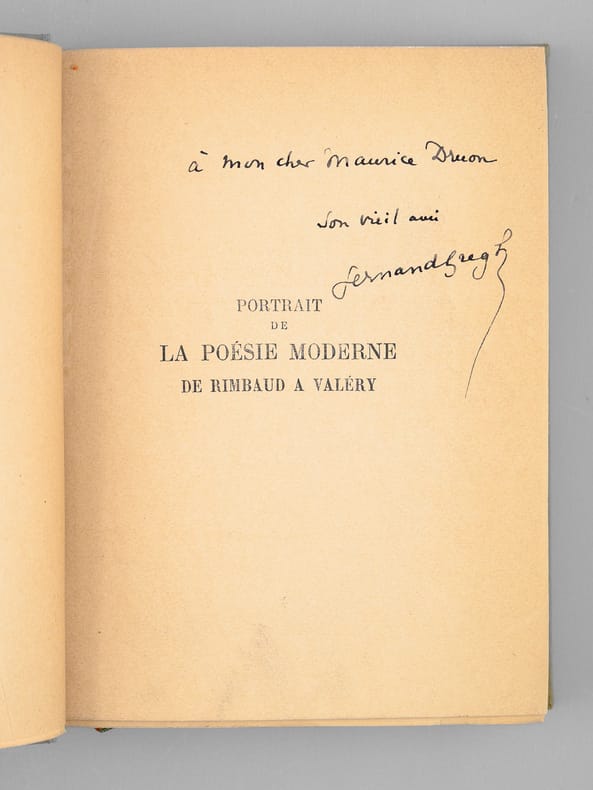 à mon cher Maurice Druon
son vieil ami
Fernand Gregh
PORTRAIT
DE
LA POÉSIE MODERNE
DE RIMBAUD A VALÉRY